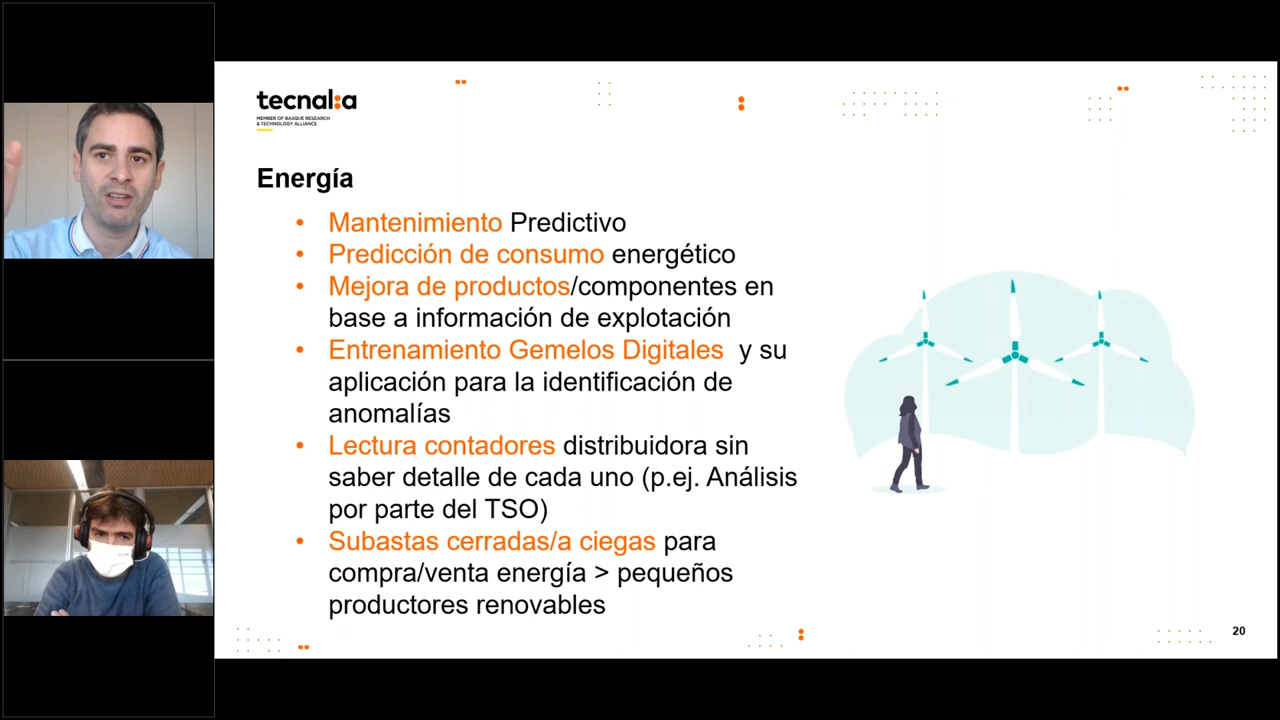 tecnal:a
MEMBER OF BASQUE RESEARCH
& TECHNOLOGY ALLIANCE
Energía
• Mantenimiento Predictivo
• Predicción de consumo energético
• Mejora de productos/componentes en
base a información de explotación
• Entrenamiento Gemelos Digitales y su
aplicación para la identificación de
anomalías
• Lectura contadores distribuidora sin
saber detalle de cada uno (p.ej. Análisis
por parte del TSO)
• Subastas cerradas/a ciegas para
compra/venta energía > pequeños
productores renovables
20